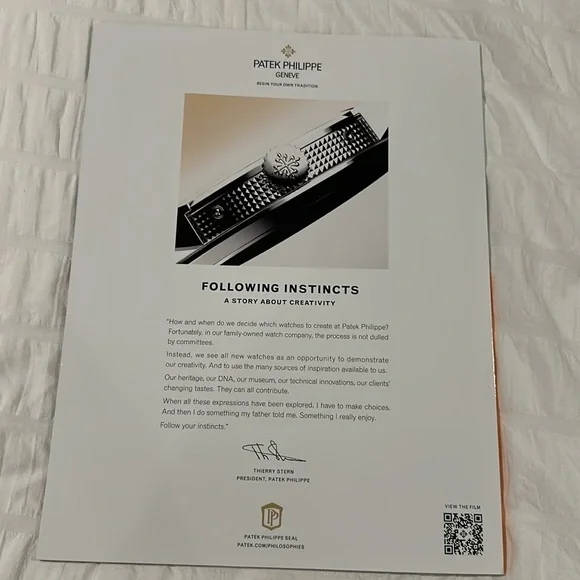 PATEK PHILIPPE
GENEVE
BEGIN YOUR OWN TRADITION
FOLLOWING INSTINCTS
A STORY ABOUT CREATIVITY
"How and when do we decide which watches to create at Patek Philippe?
Fortunately, in our family-owned watch company, the process is not dulled
by committees.
Instead, we see all new watches as an opportunity to demonstrate
our creativity. And to use the many sources of inspiration available to us.
Our heritage, our DNA, our museum, our technical innovations, our clients'
changing tastes. They can all contribute.
When all these expressions have been explored, I have to make choices.
And then I do something my father told me. Something I really enjoy.
Follow your instincts."
THIERRY STERN
PRESIDENT, PATEK PHILIPPE
PP
PATEK PHILIPPE SEAL
PATEK.COM/PHILOSOPHIES
VIEW THE FILM